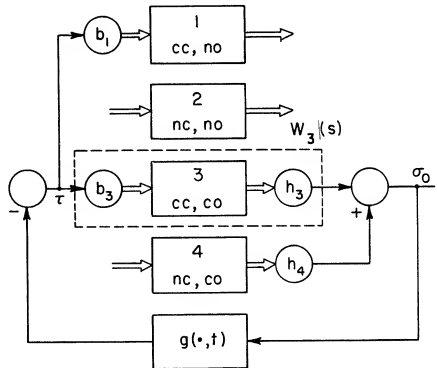 b₁
1
cc, no
2
nc, no
W₃(s)
b₃
3
cc, co
h₃
σ₀
−
τ
+
4
nc, co
h₄
g(•,t)